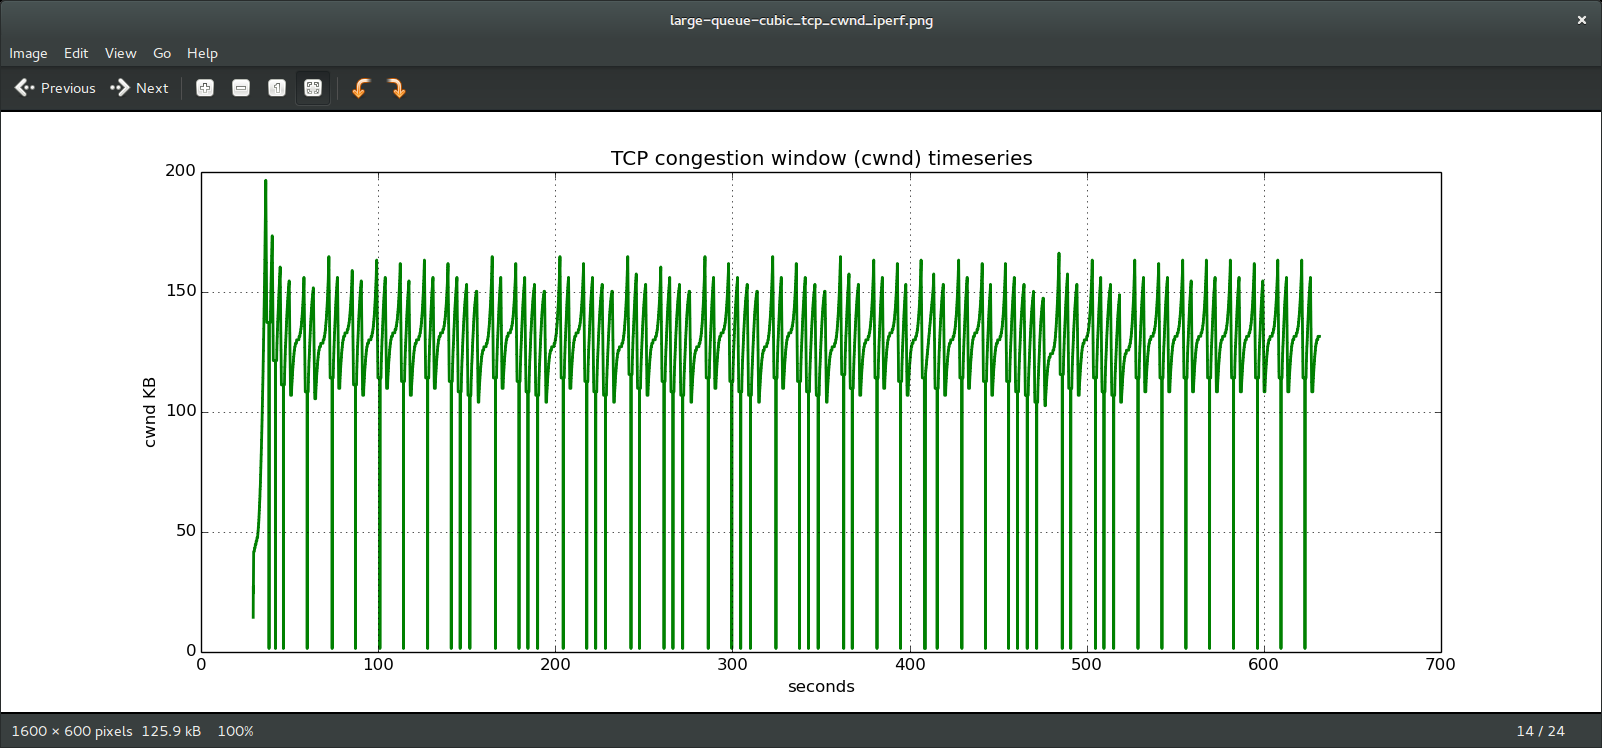 large-queue-cubic_tcp_cwnd_iperf.png
Image Edit View Go Help
Previous Next
TCP congestion window (cwnd) timeseries
200
150
100
50
0
cwnd KB
0 100 200 300 400 500 600 700
seconds
1600 × 600 pixels 125.9 kB 100% 14 / 24